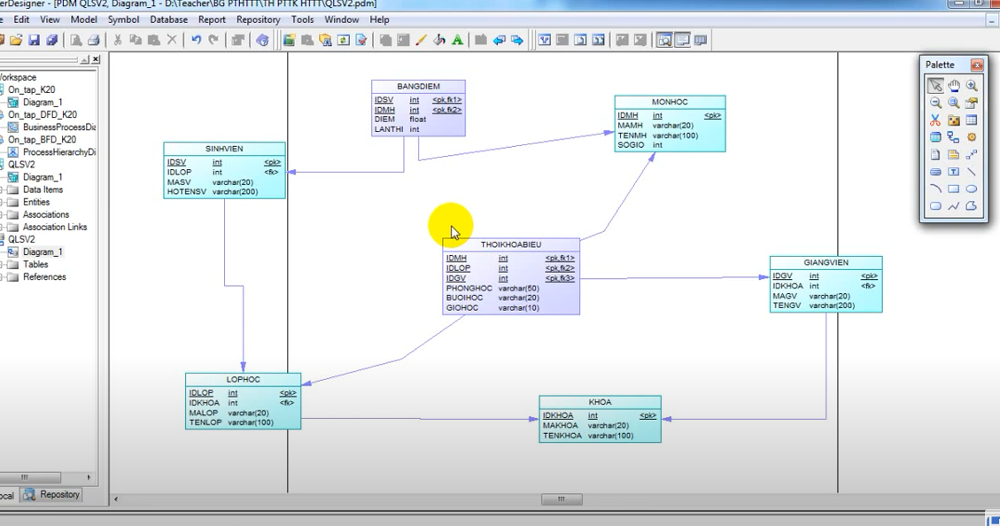 erDesigner - [PDM QLSV2, Diagram_1 - D:\Teacher\BG PTHTTT\TH PTTK HTTT\QLSV2.pdm]
Edit View Model Symbol Database Report Repository Tools Window Help
orkspace
On_tap_K20
Diagram_1
On_tap_DFD_K20
BusinessProcessDia
On_tap_BFD_K20
ProcessHierarchyDi
QLSV2
Diagram_1
Data Items
Entities
Associations
Association Links
QLSV2
Diagram_1
Tables
References
ocal Repository
BANGDIEM
IDSV int <pk,fk1>
IDMH int <pk,fk2>
DIEM float
LANTHI int
MONHOC
IDMH int <pk>
MAMH varchar(20)
TENMH varchar(100)
SOGIO int
SINHVIEN
IDSV int <pk>
IDLOP int <fk>
MASV varchar(20)
HOTENSV varchar(200)
THOIKHOABIEU
IDMH int <pk,fk1>
IDLOP int <pk,fk2>
IDGV int <pk,fk3>
PHONGHOC varchar(50)
BUOIHOC varchar(20)
GIOHOC varchar(10)
GIANGVIEN
IDGV int <pk>
IDKHOA int <fk>
MAGV varchar(20)
TENGV varchar(200)
LOPHOC
IDLOP int <pk>
IDKHOA int <fk>
MALOP varchar(20)
TENLOP varchar(100)
KHOA
IDKHOA int <pk>
MAKHOA varchar(20)
TENKHOA varchar(100)
Palette